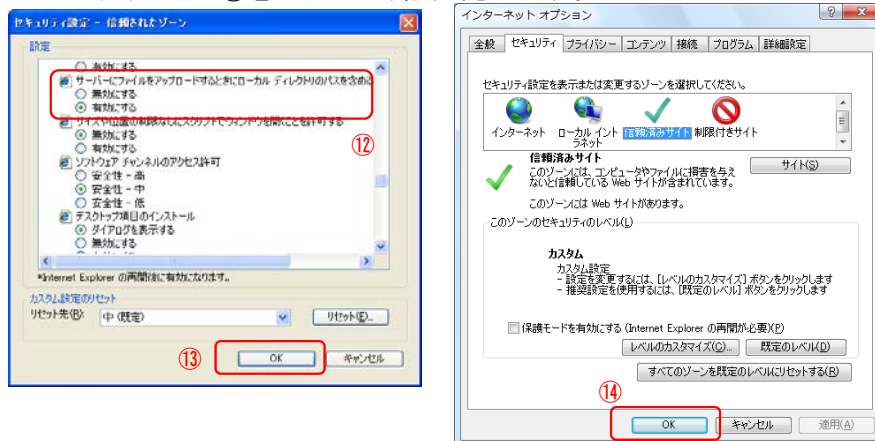 セキュリティ設定 - 信頼されたゾーン
設定
有効にする
サーバーにファイルをアップロードするときにローカル ディレクトリのパスを含める
無効にする
有効にする
サイズや位置の制限なしにスクリプトでウィンドウを開くことを許可する
無効にする
有効にする
⑫
ソフトウェア チャンネルのアクセス許可
安全性 - 高
安全性 - 中
安全性 - 低
デスクトップ項目のインストール
ダイアログを表示する
無効にする
*Internet Explorer の再開後に有効になります。
カスタム設定のリセット
リセット先(R):
中 (既定)
リセット(E)...
⑬
OK
キャンセル
インターネット オプション
全般
セキュリティ
プライバシー
コンテンツ
接続
プログラム
詳細設定
セキュリティ設定を表示または変更するゾーンを選択してください。
インターネット
ローカル イント
ラネット
信頼済みサイト
制限付きサイト
信頼済みサイト
このゾーンには、コンピュータやファイルに損害を与え
ないと信頼している Web サイトが含まれています。
サイト(S)
このゾーンには Web サイトがあります。
このゾーンのセキュリティのレベル(L)
カスタム
カスタム設定
- 設定を変更するには、[レベルのカスタマイズ] ボタンをクリックします
- 推奨設定を使用するには、[既定のレベル] ボタンをクリックします
保護モードを有効にする (Internet Explorer の再開が必要)(P)
レベルのカスタマイズ(C)...
既定のレベル(D)
すべてのゾーンを既定のレベルにリセットする(R)
⑭
OK
キャンセル
適用(A)